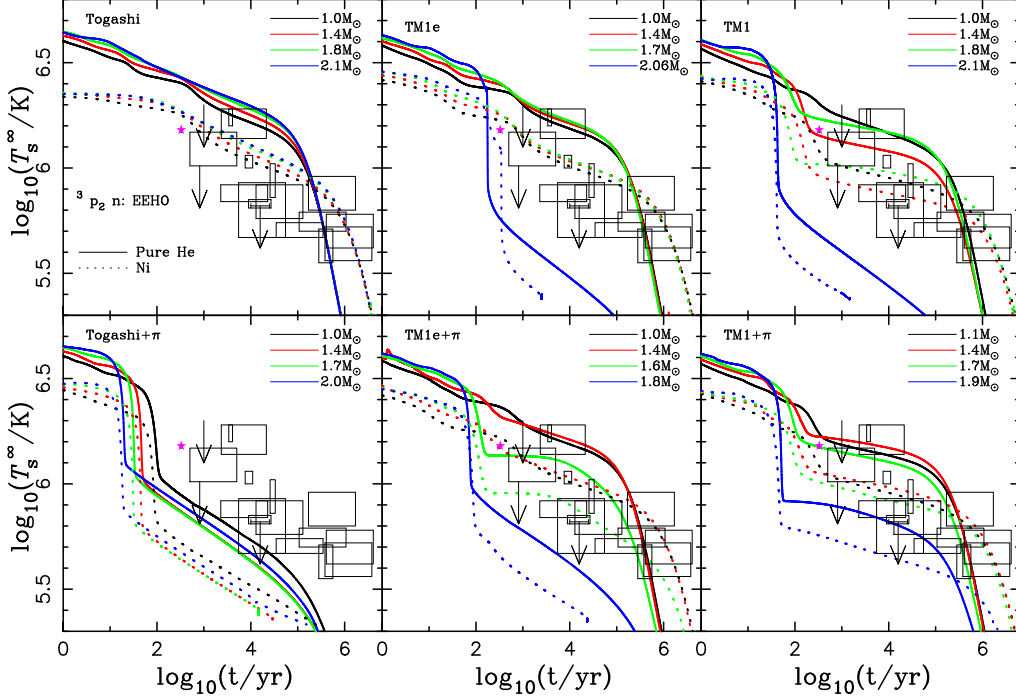 Togashi
1.0M⊙
1.4M⊙
1.8M⊙
2.1M⊙
³ p₂ n: EEHO
Pure He
Ni
TM1e
1.0M⊙
1.4M⊙
1.7M⊙
2.06M⊙
TM1
1.0M⊙
1.4M⊙
1.8M⊙
2.1M⊙
log₁₀(Tₛ^∞/K)
6.5
6
5.5
Togashi+π
1.0M⊙
1.4M⊙
1.7M⊙
2.0M⊙
TM1e+π
1.0M⊙
1.4M⊙
1.6M⊙
1.8M⊙
TM1+π
1.1M⊙
1.4M⊙
1.7M⊙
1.9M⊙
log₁₀(Tₛ^∞/K)
6.5
6
5.5
0 2 4 6 0 2 4 6 0 2 4 6
log₁₀(t/yr) log₁₀(t/yr) log₁₀(t/yr)